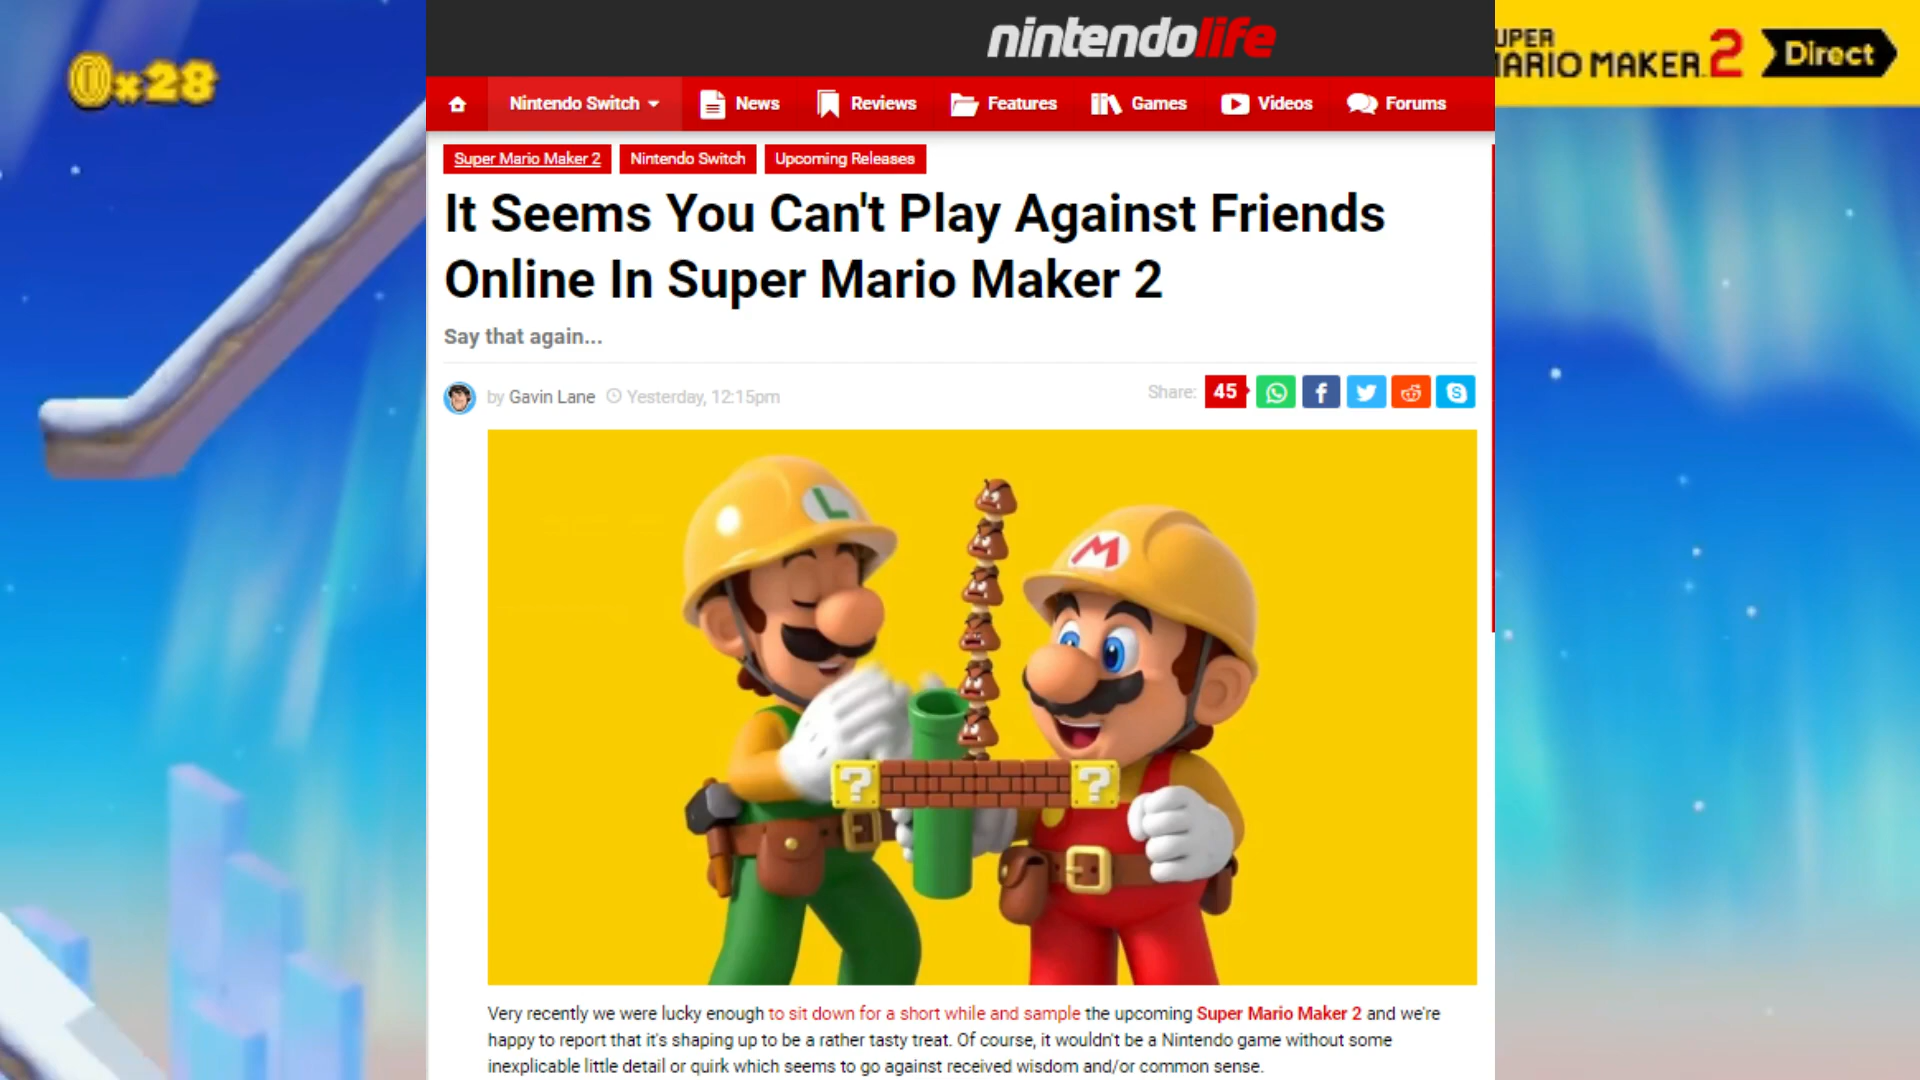 ×28
nintendolife
UPER
MARIO MAKER 2
Direct
Nintendo Switch
News
Reviews
Features
Games
Videos
Forums
Super Mario Maker 2
Nintendo Switch
Upcoming Releases
It Seems You Can't Play Against Friends
Online In Super Mario Maker 2
Say that again...
by Gavin Lane Yesterday, 12:15pm
Share: 45
L
M
? ?
Very recently we were lucky enough to sit down for a short while and sample the upcoming Super Mario Maker 2 and we're
happy to report that it's shaping up to be a rather tasty treat. Of course, it wouldn't be a Nintendo game without some
inexplicable little detail or quirk which seems to go against received wisdom and/or common sense.